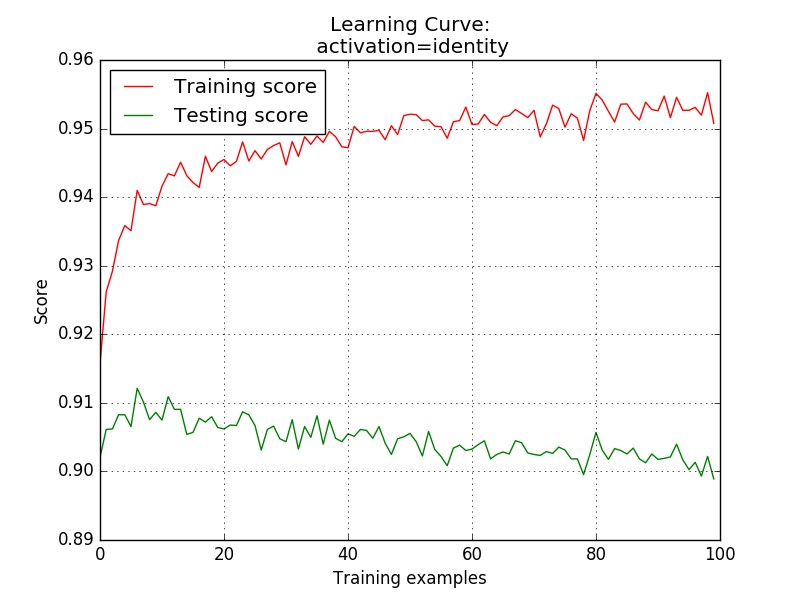 Learning Curve:
activation=identity
Training score
Testing score
0.96
0.95
0.94
0.93
0.92
0.91
0.90
0.89
Score
0 20 40 60 80 100
Training examples